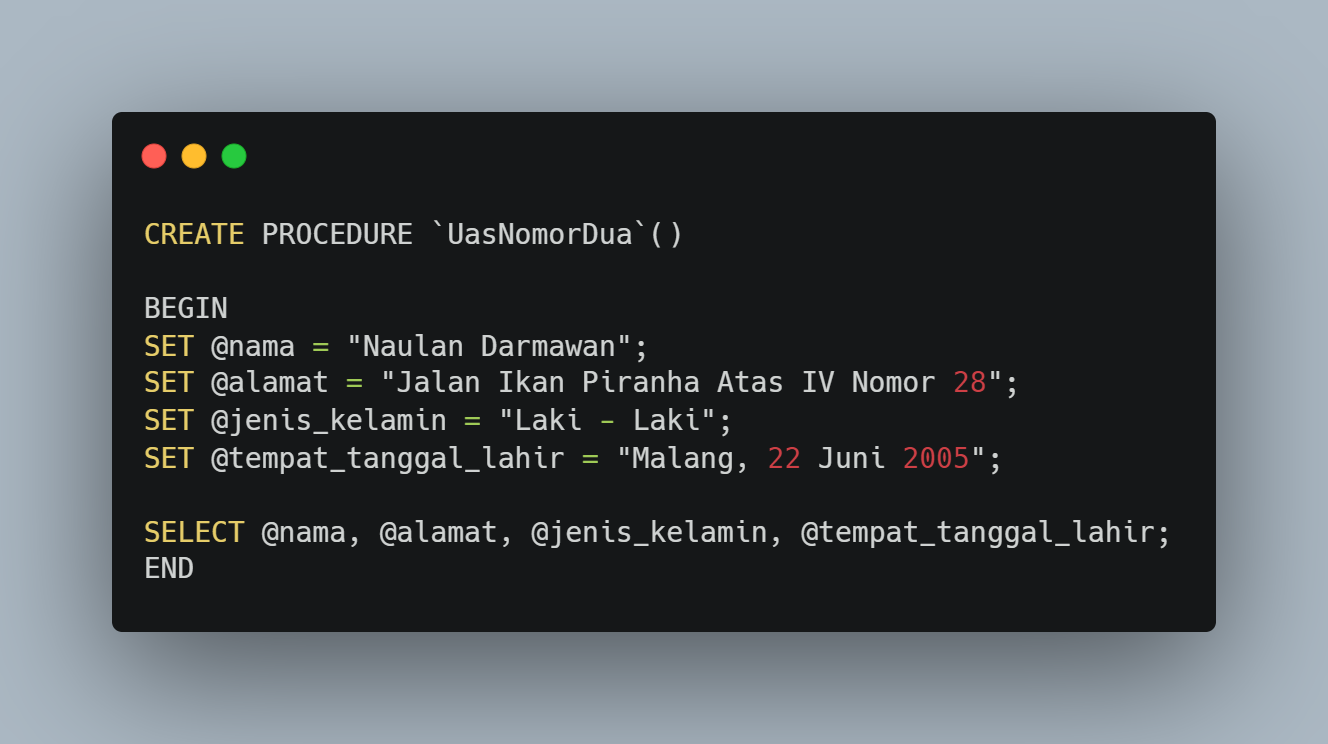 CREATE PROCEDURE `UasNomorDua`()
BEGIN
SET @nama = "Naulan Darmawan";
SET @alamat = "Jalan Ikan Piranha Atas IV Nomor 28";
SET @jenis_kelamin = "Laki - Laki";
SET @tempat_tanggal_lahir = "Malang, 22 Juni 2005";
SELECT @nama, @alamat, @jenis_kelamin, @tempat_tanggal_lahir;
END